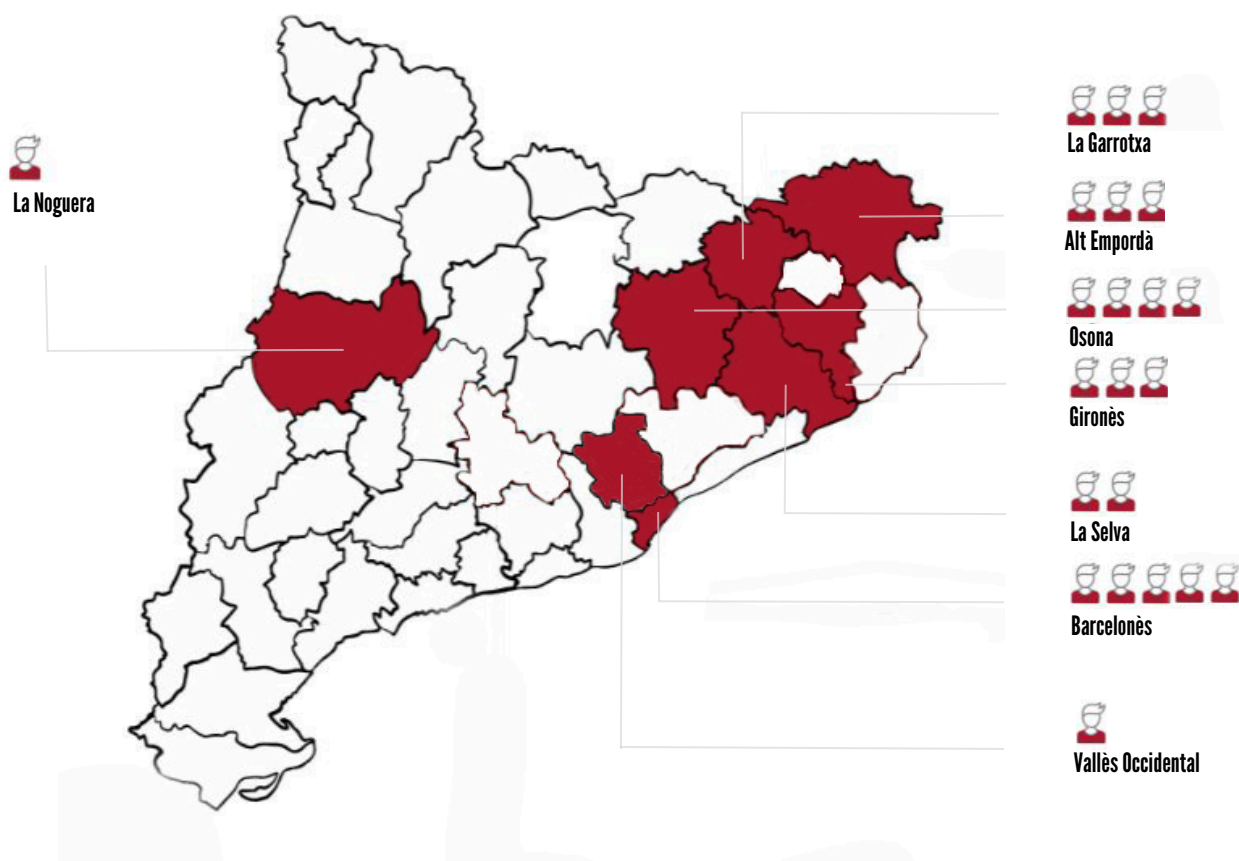 La Noguera
La Garrotxa
Alt Empordà
Osona
Gironès
La Selva
Barcelonès
Vallès Occidental